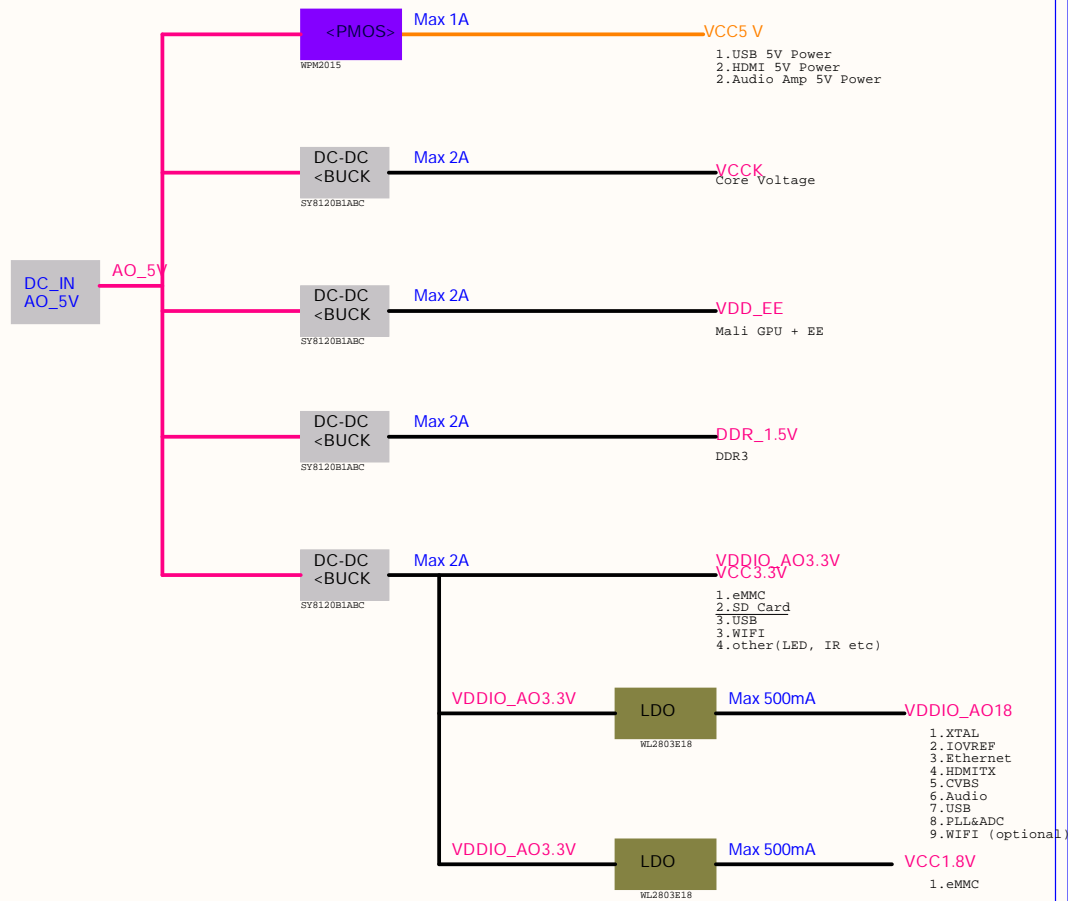 Max 1A
<PMOS>
VCC5 V
WPM2015
1.USB 5V Power
2.HDMI 5V Power
2.Audio Amp 5V Power
DC-DC
<BUCK
Max 2A
VCCK
Core Voltage
SY8120B1ABC
AO_5V
DC_IN
AO_5V
DC-DC
<BUCK
Max 2A
VDD_EE
Mali GPU + EE
SY8120B1ABC
DC-DC
<BUCK
Max 2A
DDR_1.5V
DDR3
SY8120B1ABC
DC-DC
<BUCK
Max 2A
VDDIO_AO3.3V
VCC3.3V
SY8120B1ABC
1.eMMC
2.SD Card
3.USB
3.WIFI
4.other(LED, IR etc)
VDDIO_AO3.3V
LDO
Max 500mA
VDDIO_AO18
WL2803E18
1.XTAL
2.IOVREF
3.Ethernet
4.HDMITX
5.CVBS
6.Audio
7.USB
8.PLL&ADC
9.WIFI (optional)
VDDIO_AO3.3V
LDO
Max 500mA
VCC1.8V
WL2803E18
1.eMMC